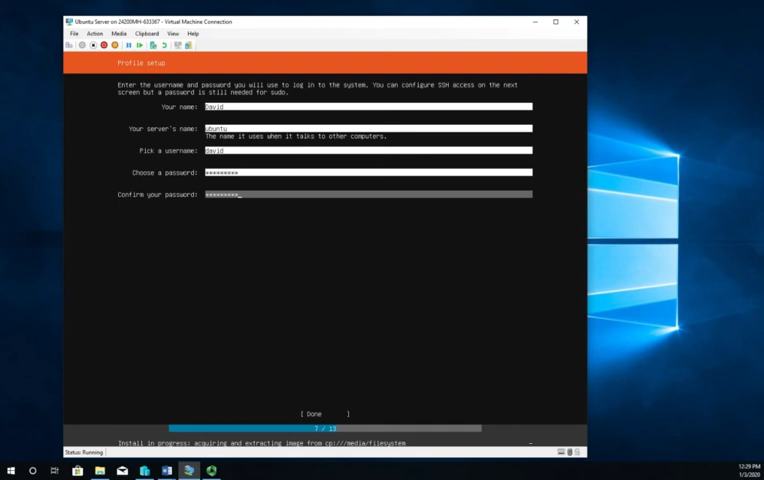 Ubuntu Server on 24200MH-633367 - Virtual Machine Connection
File Action Media Clipboard View Help
Profile setup
Enter the username and password you will use to log in to the system. You can configure SSH access on the next
screen but a password is still needed for sudo.
Your name: David
Your server's name: ubuntu
The name it uses when it talks to other computers.
Pick a username: david
Choose a password: *********
Confirm your password: *********_
[ Done ]
7 / 13
Install in progress: acquiring and extracting image from cp:///media/filesystem
Status: Running
12:29 PM
1/3/2020